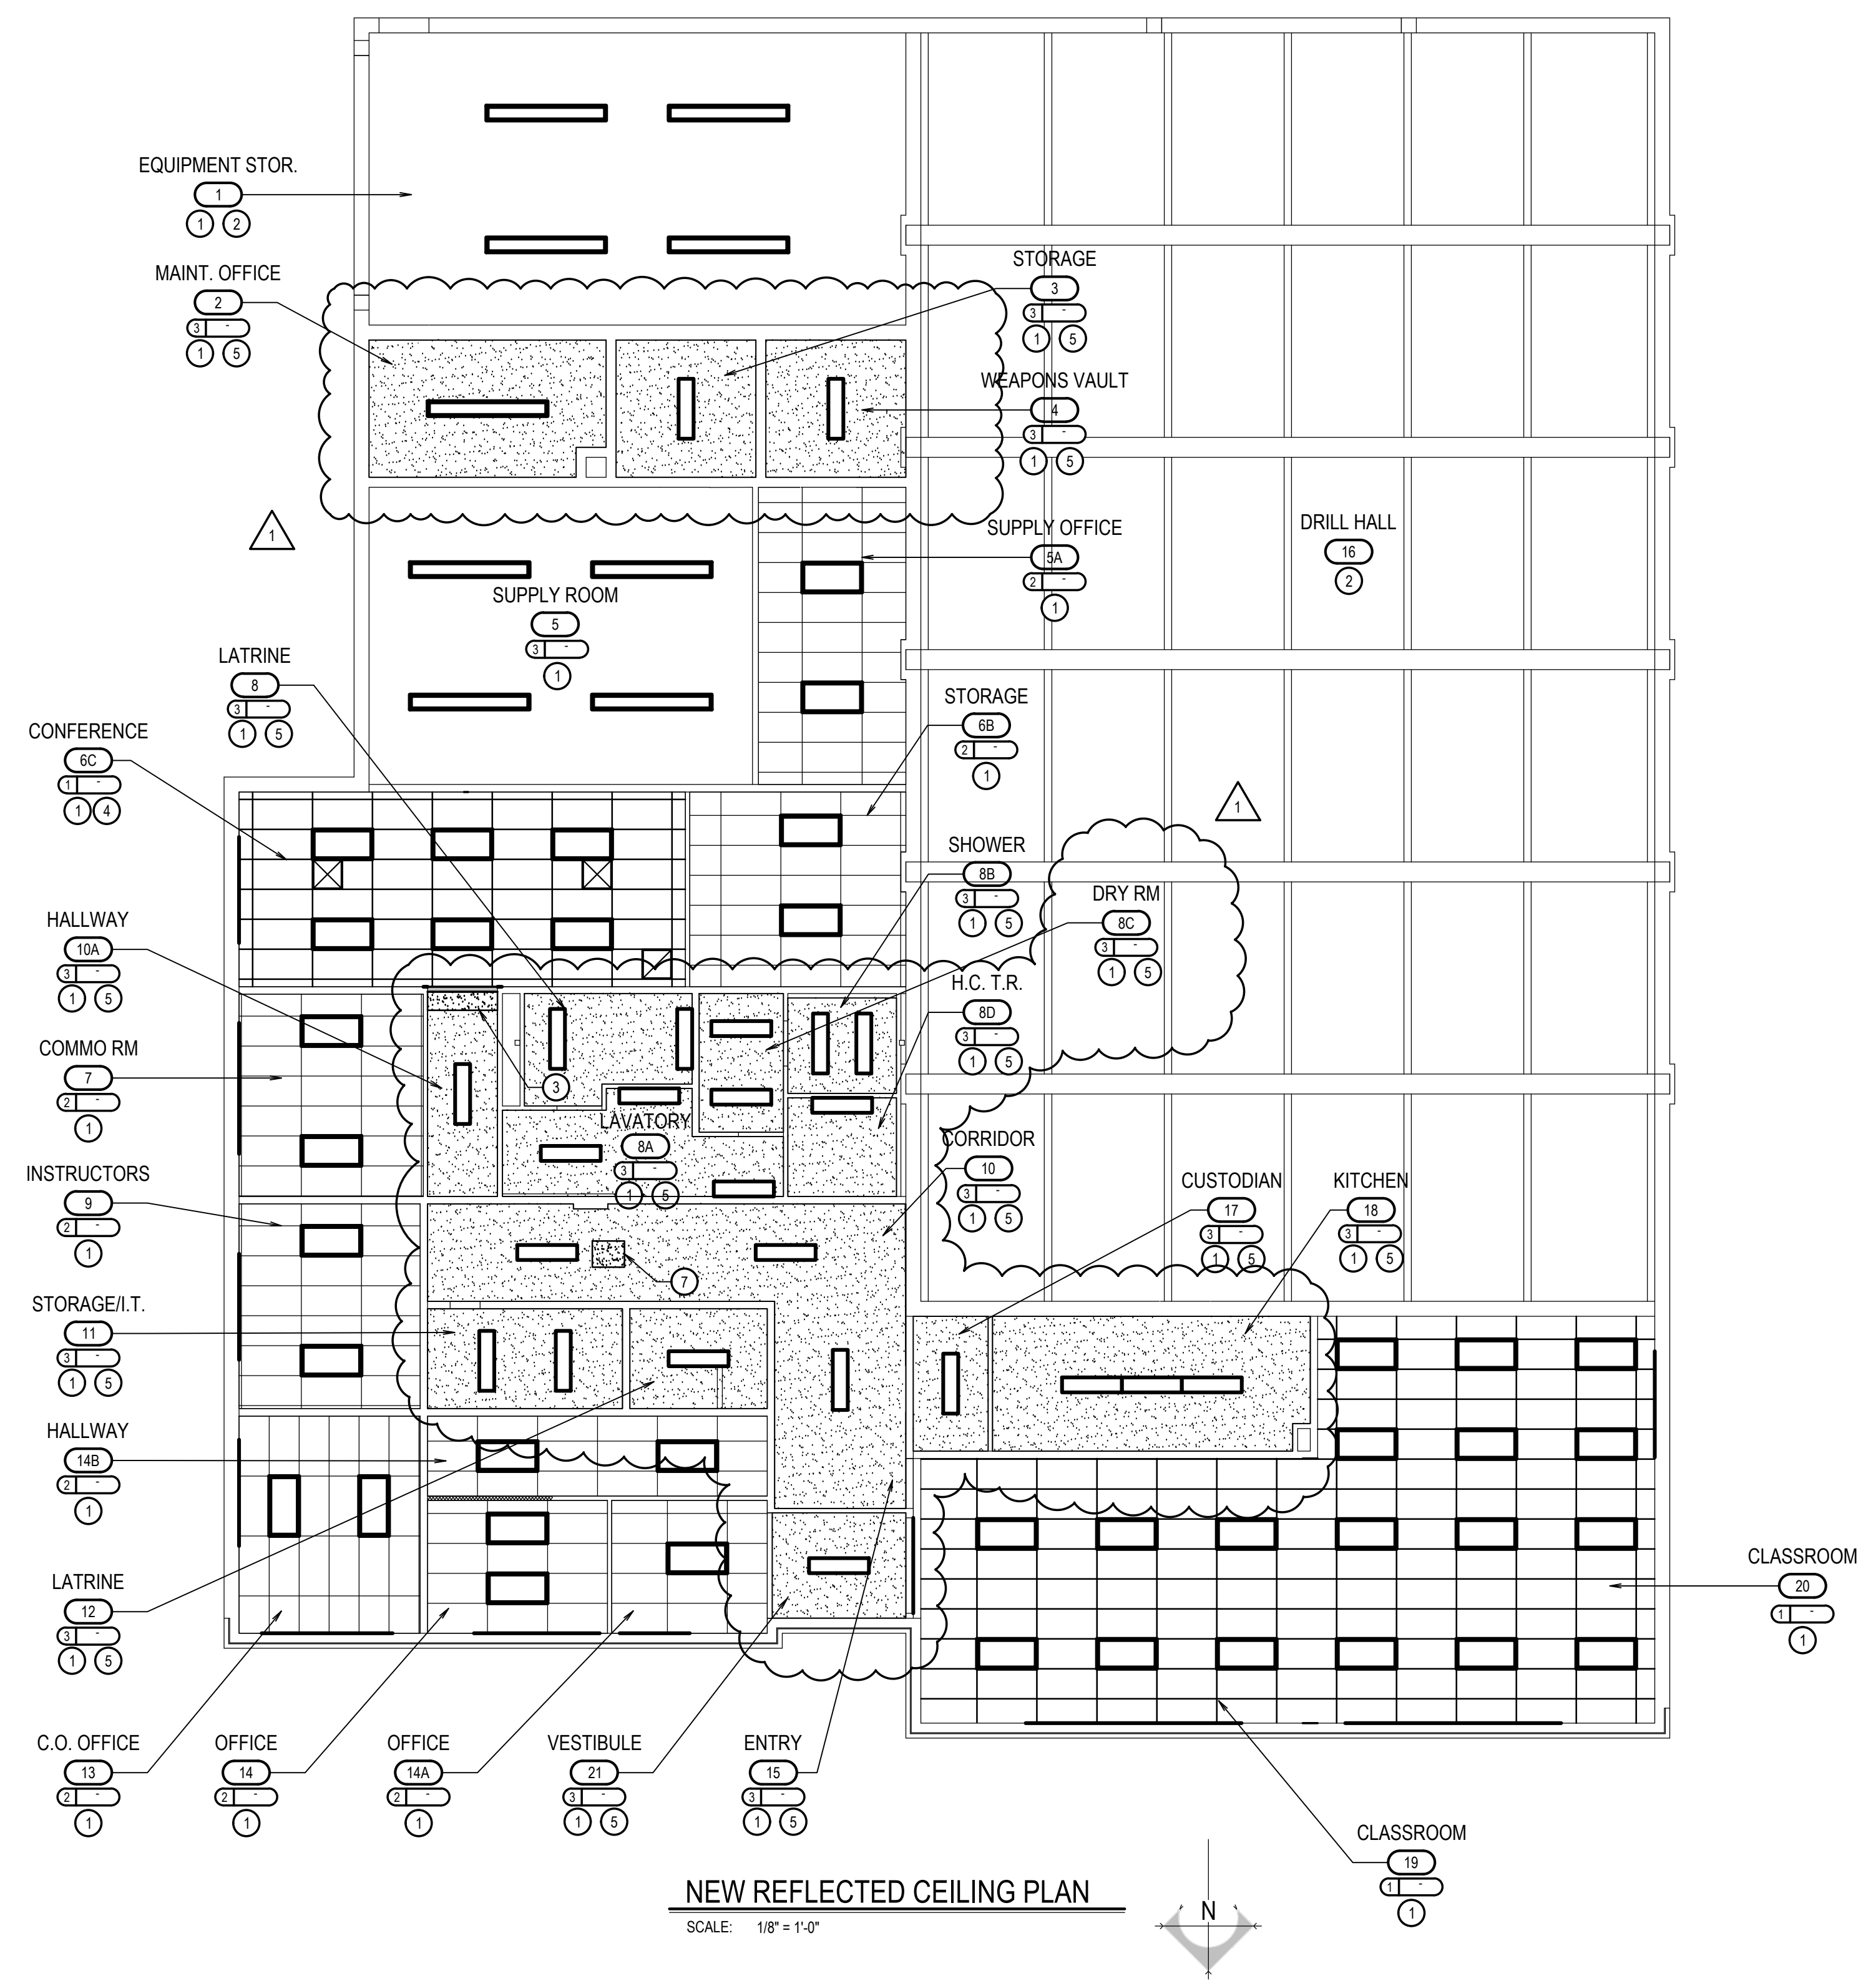 EQUIPMENT STOR.
1
1 2
MAINT. OFFICE
2
3 -
1 5
STORAGE
3
3 -
1 5
WEAPONS VAULT
4
3 -
1 5
1
SUPPLY OFFICE
5A
2 -
1
DRILL HALL
16
2
SUPPLY ROOM
5
3 -
1
LATRINE
8
3 -
1 5
STORAGE
6B
2 -
1
CONFERENCE
6C
1 -
1 4
1
SHOWER
8B
3 -
1 5
DRY RM
8C
3 -
1 5
HALLWAY
10A
3 -
1 5
H.C. T.R.
8D
3 -
1 5
COMMO RM
7
2 -
1
3
LAVATORY
8A
3 -
1 5
CORRIDOR
10
3 -
1 5
INSTRUCTORS
9
2 -
1
CUSTODIAN
17
3 -
1 5
KITCHEN
18
3 -
1 5
7
STORAGE/I.T.
11
3 -
1 5
HALLWAY
14B
2 -
1
LATRINE
12
3 -
1 5
CLASSROOM
20
1 -
1
C.O. OFFICE
13
2 -
1
OFFICE
14
2 -
1
OFFICE
14A
2 -
1
VESTIBULE
21
3 -
1 5
ENTRY
15
3 -
1 5
CLASSROOM
19
1 -
1
NEW REFLECTED CEILING PLAN
SCALE: 1/8" = 1'-0"
N